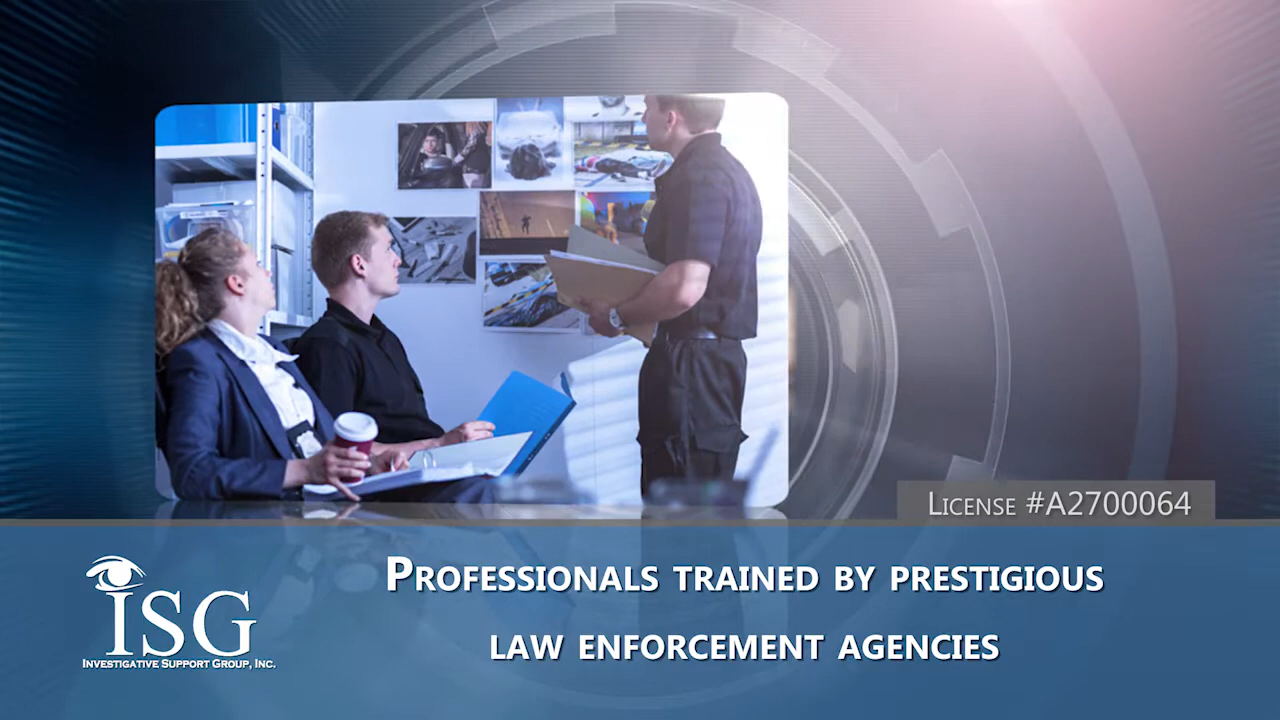 License #A2700064
ISG
Investigative Support Group, Inc.
Professionals trained by prestigious
law enforcement agencies